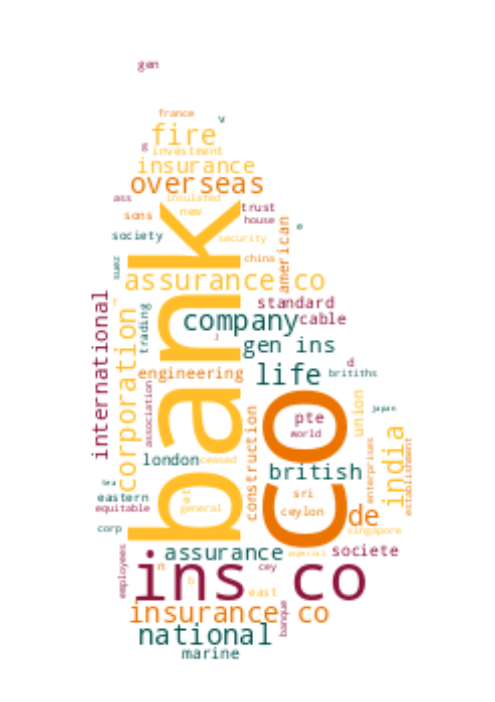 gen
france
v
fire
investment
insurance
overseas
ass
insulated
trust
sons
new
house
e
society
security
american
china
suez
assurance co
bank
international
standard
trading
company
cable
corporation
gen ins
engineering
life
d
britiths
association
co
union
japan
pte
world
london
ceased
construction
british
india
enterprises
establishment
tea
eastern
et
sri
equitable
general
ceylon
de
corp
singapore
employees
assurance
imperial
societe
ins co
n
cey
b
east
insurance co
banque
national
marine